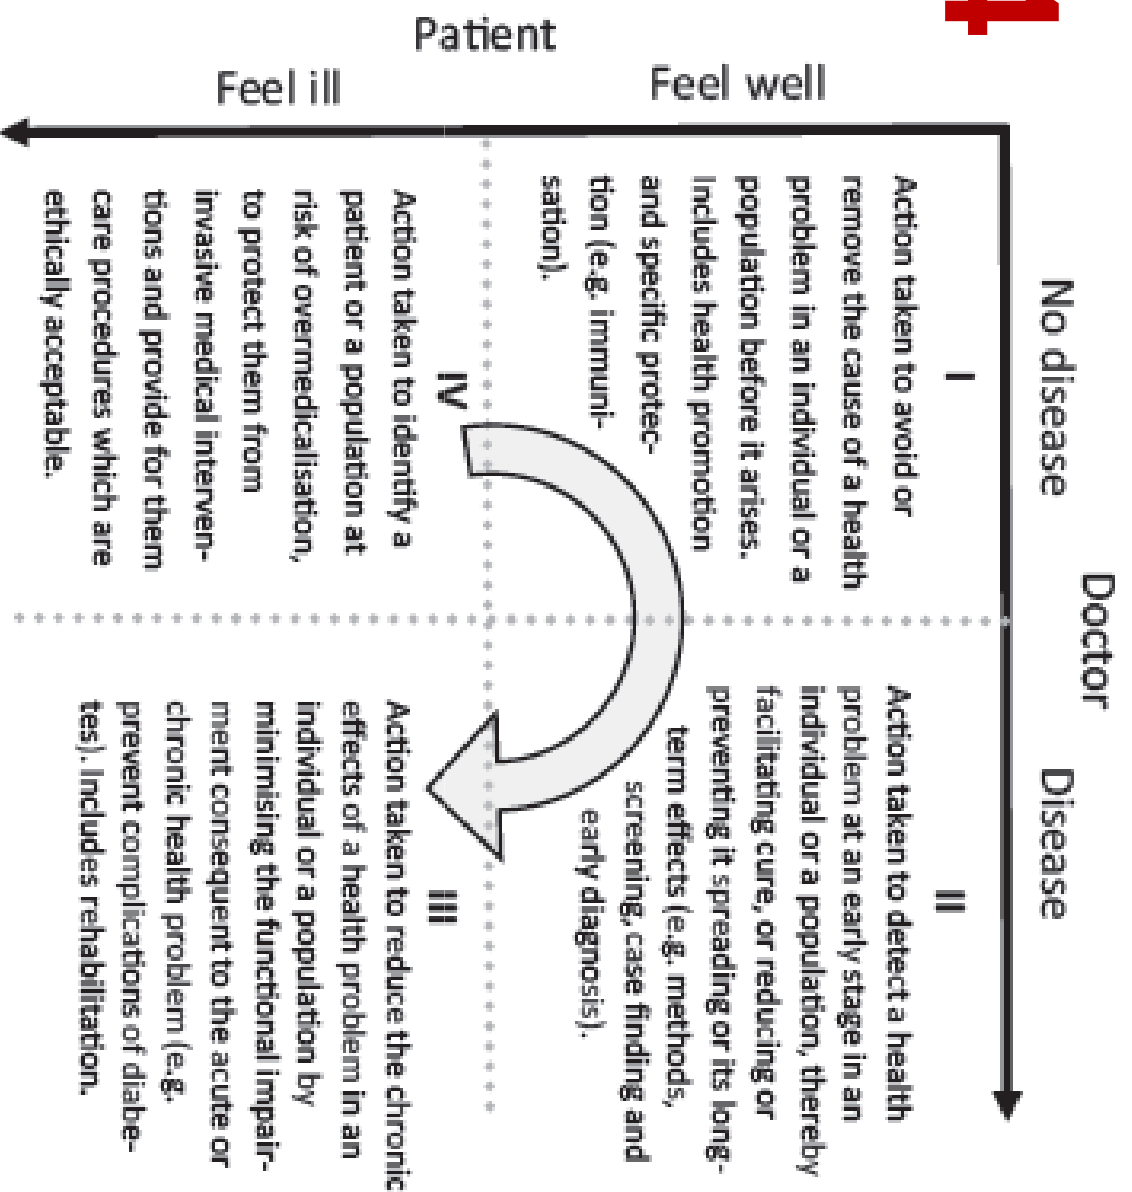 Doctor
No disease
Disease
Patient
Feel well
Feel ill
I
Action taken to avoid or
remove the cause of a health
problem in an individual or a
population before it arises.
Includes health promotion
and specific protec-
tion (e.g. immuni-
sation).
II
Action taken to detect a health
problem at an early stage in an
individual or a population, thereby
facilitating cure, or reducing or
preventing it spreading or its long-
term effects (e.g. methods,
screening, case finding and
early diagnosis).
IV
Action taken to identify a
patient or a population at
risk of overmedicalisation,
to protect them from
invasive medical interven-
tions and provide for them
care procedures which are
ethically acceptable.
III
Action taken to reduce the chronic
effects of a health problem in an
individual or a population by
minimising the functional impair-
ment consequent to the acute or
chronic health problem (e.g.
prevent complications of diabe-
tes). Includes rehabilitation.